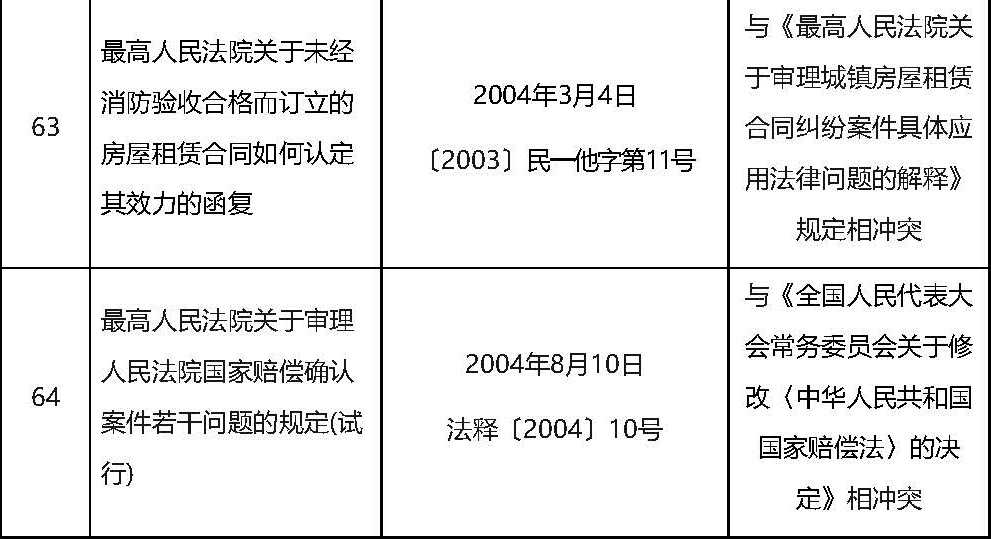 63
最高人民法院关于未经
消防验收合格而订立的
房屋租赁合同如何认定
其效力的函复
2004年3月4日
〔2003〕民一他字第11号
与《最高人民法院关
于审理城镇房屋租赁
合同纠纷案件具体应
用法律问题的解释》
规定相冲突
64
最高人民法院关于审理
人民法院国家赔偿确认
案件若干问题的规定(试
行)
2004年8月10日
法释〔2004〕10号
与《全国人民代表大
会常务委员会关于修
改〈中华人民共和国
国家赔偿法〉的决
定》相冲突